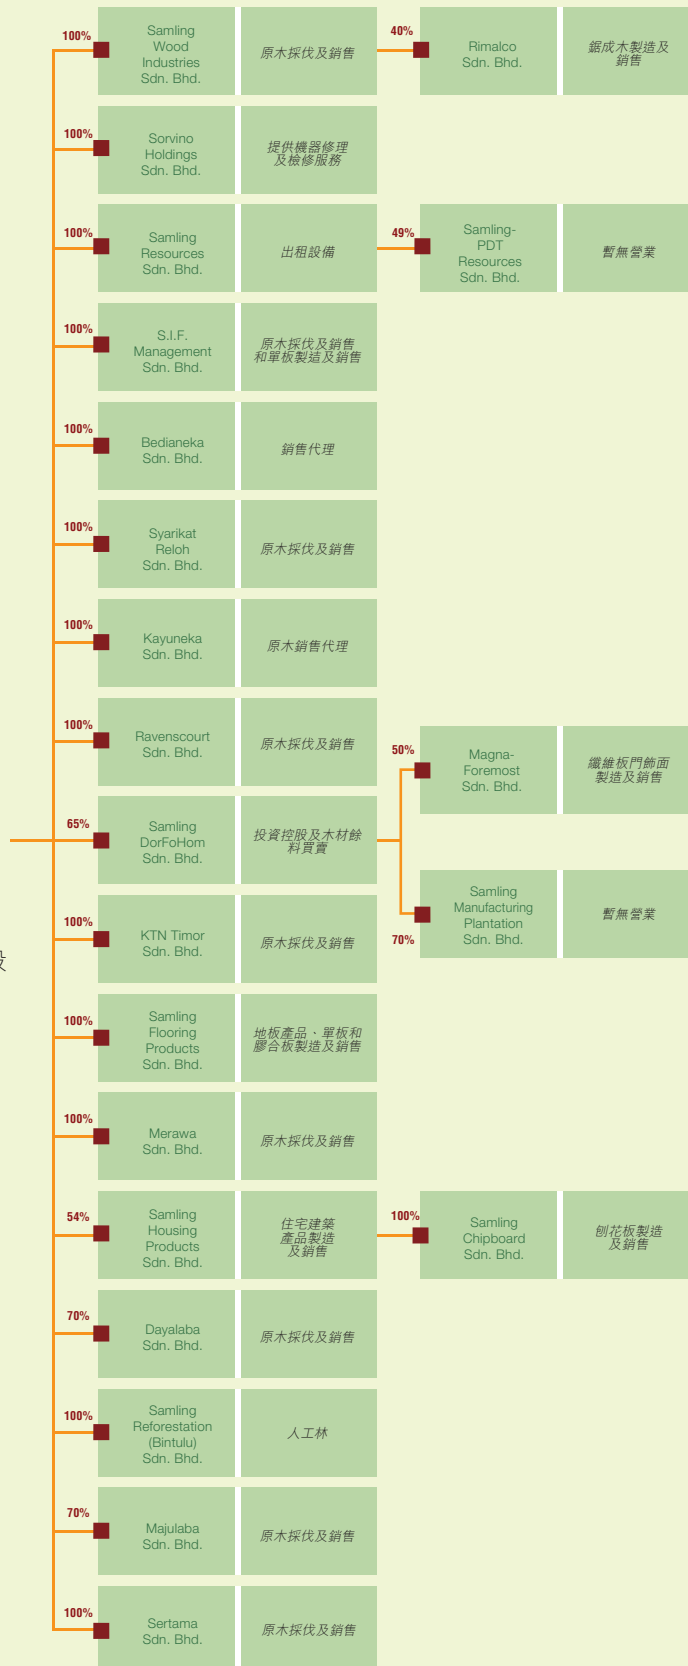 100%
Samling
Wood
Industries
Sdn. Bhd.
原木採伐及銷售
40%
Rimalco
Sdn. Bhd.
鋸成木製造及
銷售
100%
Sorvino
Holdings
Sdn. Bhd.
提供機器修理
及檢修服務
100%
Samling
Resources
Sdn. Bhd.
出租設備
49%
Samling-
PDT
Resources
Sdn. Bhd.
暫無營業
100%
S.I.F.
Management
Sdn. Bhd.
原木採伐及銷售
和單板製造及銷售
100%
Bedianeka
Sdn. Bhd.
銷售代理
100%
Syarikat
Reloh
Sdn. Bhd.
原木採伐及銷售
100%
Kayuneka
Sdn. Bhd.
原木銷售代理
100%
Ravenscourt
Sdn. Bhd.
原木採伐及銷售
50%
Magna-
Foremost
Sdn. Bhd.
纖維板門飾面
製造及銷售
65%
Samling
DorFoHom
Sdn. Bhd.
投資控股及木材餘
料買賣
70%
Samling
Manufacturing
Plantation
Sdn. Bhd.
暫無營業
100%
KTN Timor
Sdn. Bhd.
原木採伐及銷售
100%
Samling
Flooring
Products
Sdn. Bhd.
地板產品、單板和
膠合板製造及銷售
100%
Merawa
Sdn. Bhd.
原木採伐及銷售
54%
Samling
Housing
Products
Sdn. Bhd.
住宅建築
產品製造
及銷售
100%
Samling
Chipboard
Sdn. Bhd.
刨花板製造
及銷售
70%
Dayalaba
Sdn. Bhd.
原木採伐及銷售
100%
Samling
Reforestation
(Bintulu)
Sdn. Bhd.
人工林
70%
Majulaba
Sdn. Bhd.
原木採伐及銷售
100%
Sertama
Sdn. Bhd.
原木採伐及銷售